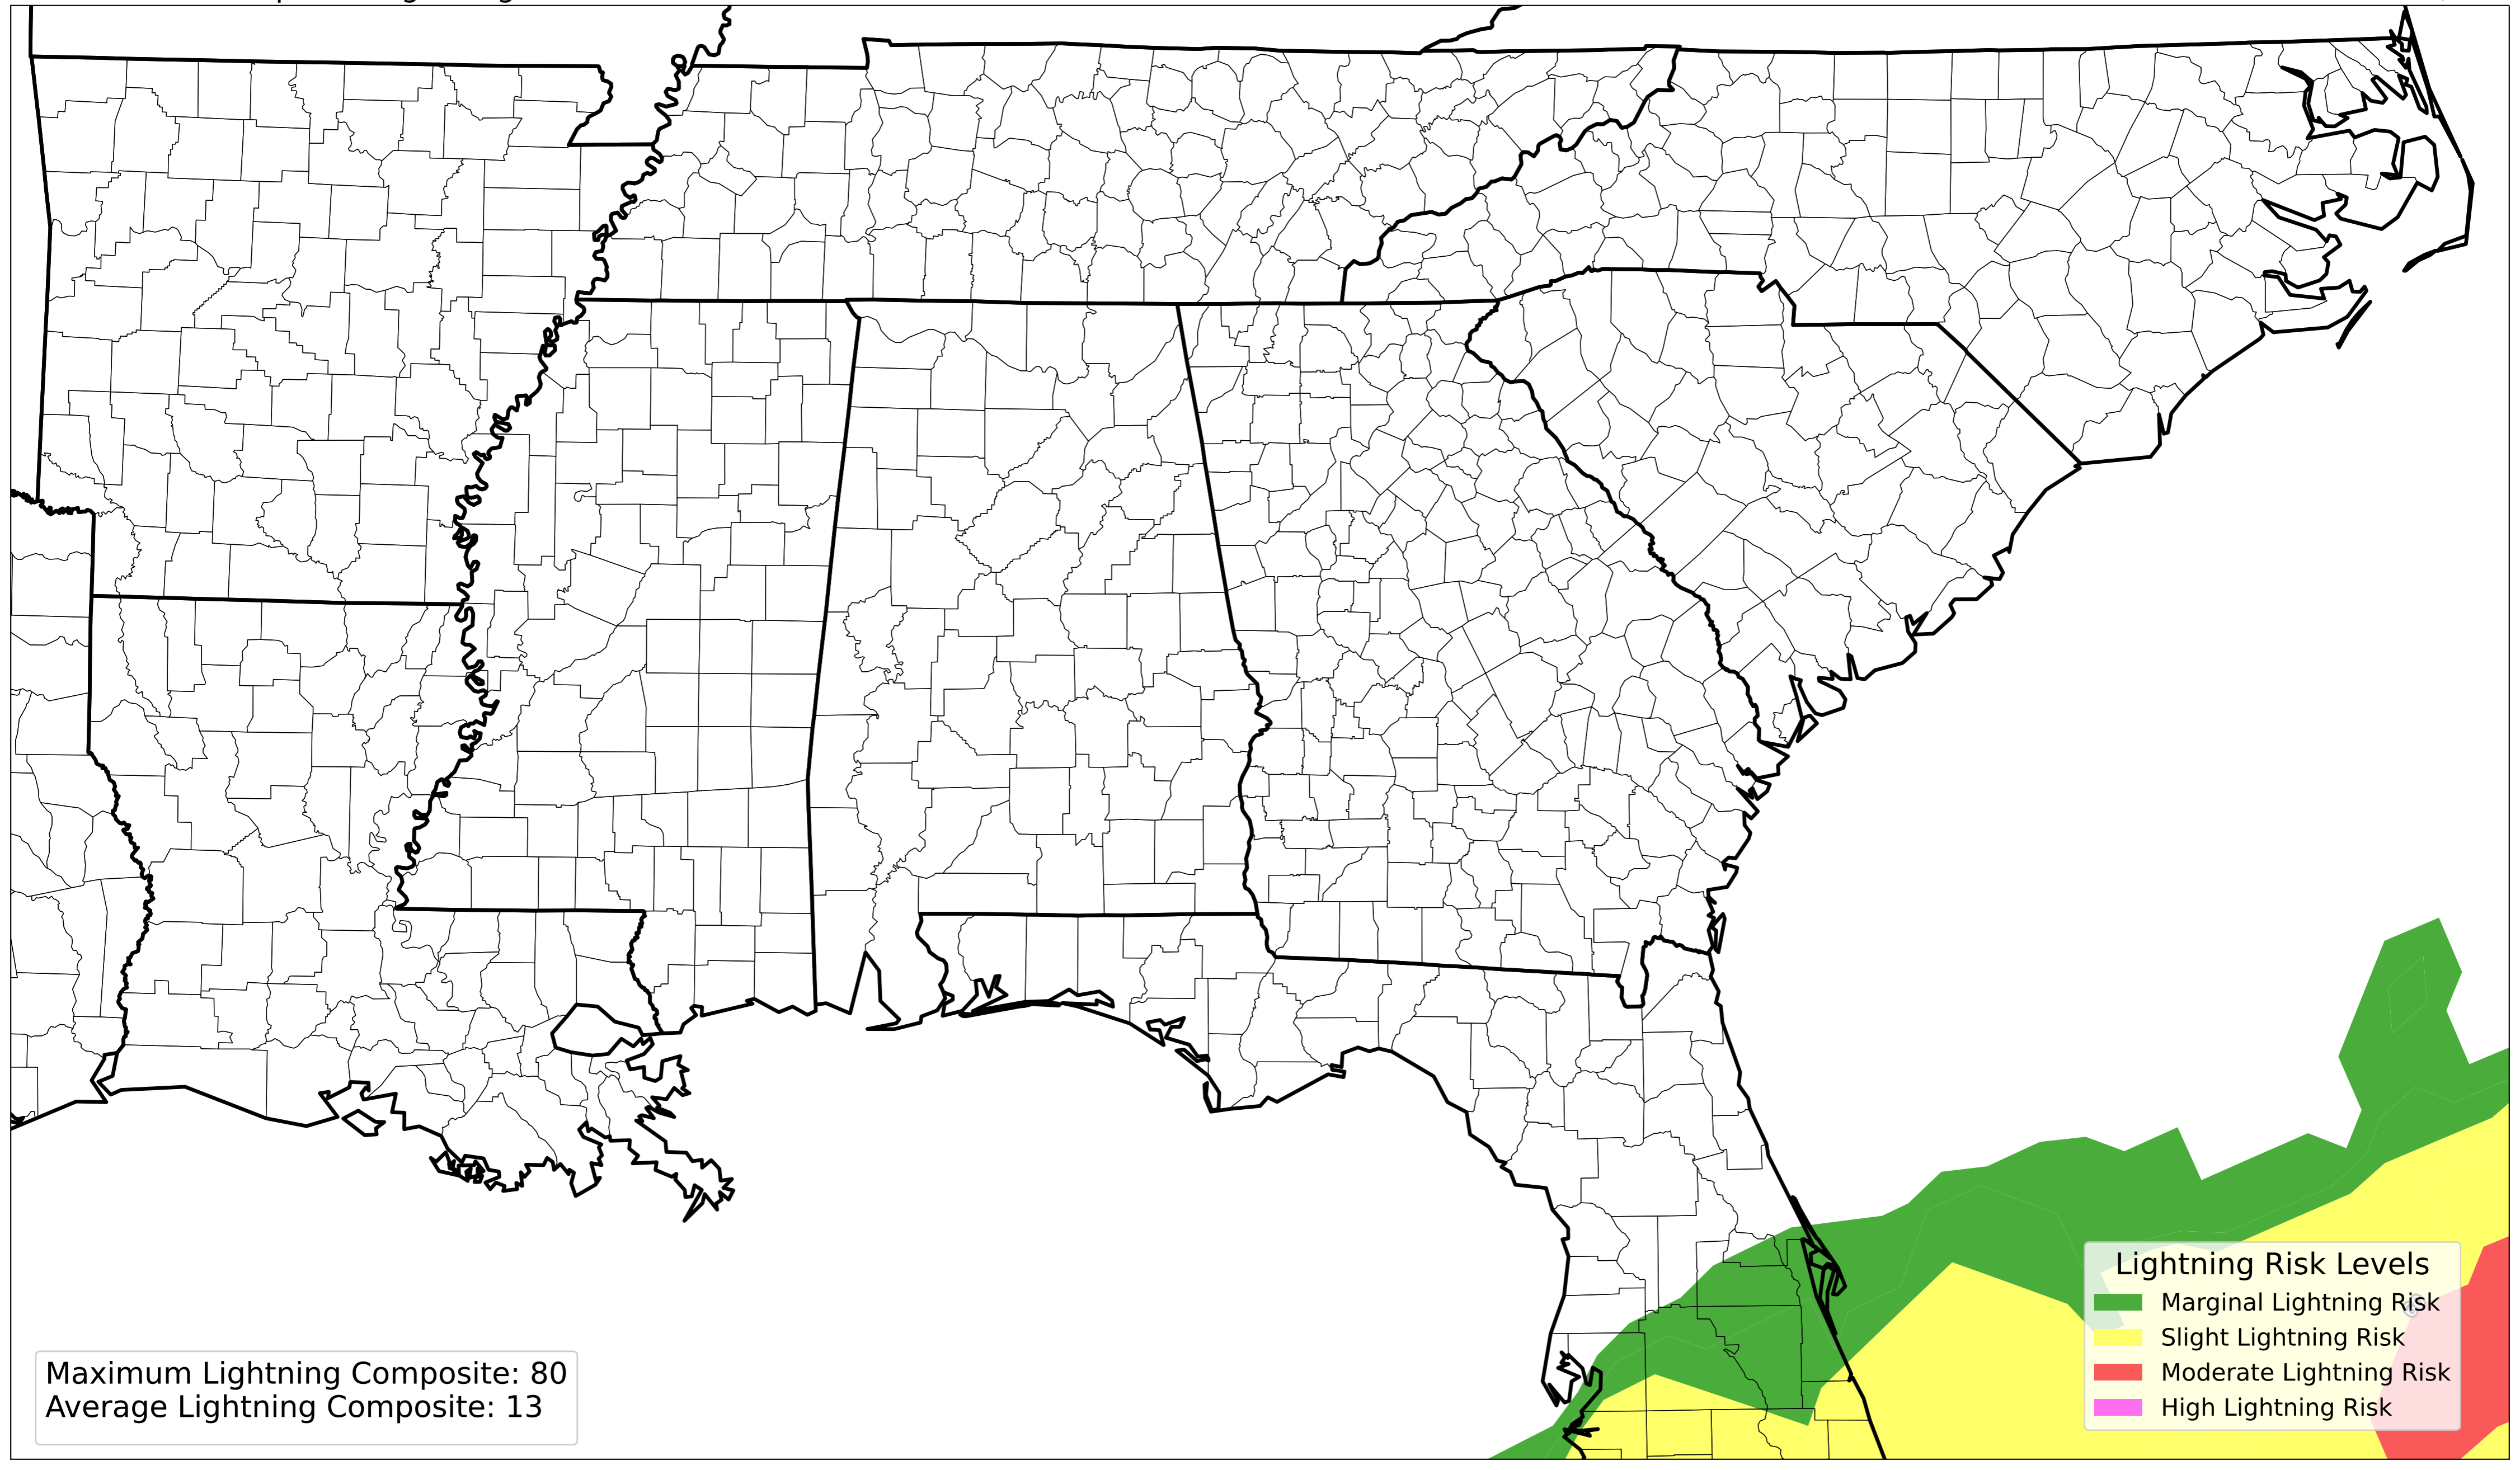 Maximum Lightning Composite: 80
Average Lightning Composite: 13
Lightning Risk Levels
Marginal Lightning Risk
Slight Lightning Risk
Moderate Lightning Risk
High Lightning Risk